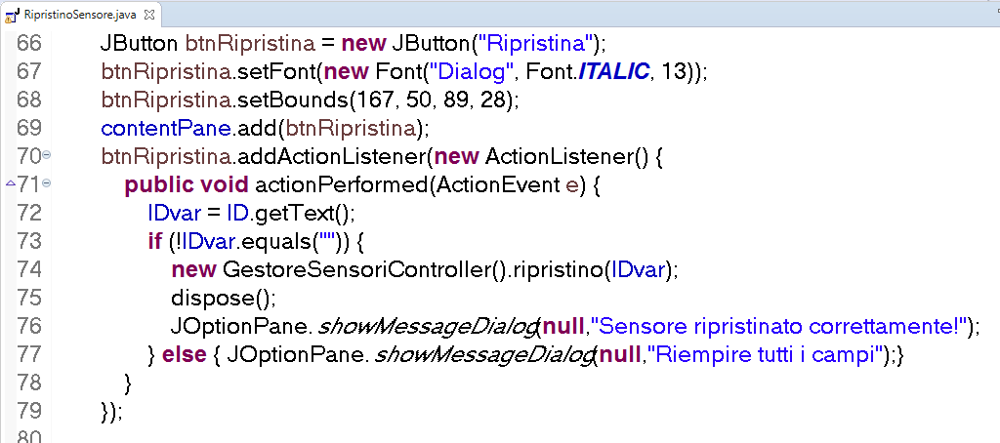 RipristinoSensore.java
66 JButton btnRipristina = new JButton("Ripristina");
67 btnRipristina.setFont(new Font("Dialog", Font.ITALIC, 13));
68 btnRipristina.setBounds(167, 50, 89, 28);
69 contentPane.add(btnRipristina);
70 btnRipristina.addActionListener(new ActionListener() {
71 public void actionPerformed(ActionEvent e) {
72 IDvar = ID.getText();
73 if (!IDvar.equals("")) {
74 new GestoreSensoriController().ripristino(IDvar);
75 dispose();
76 JOptionPane.showMessageDialog(null,"Sensore ripristinato correttamente!");
77 } else { JOptionPane.showMessageDialog(null,"Riempire tutti i campi");}
78 }
79 });
80